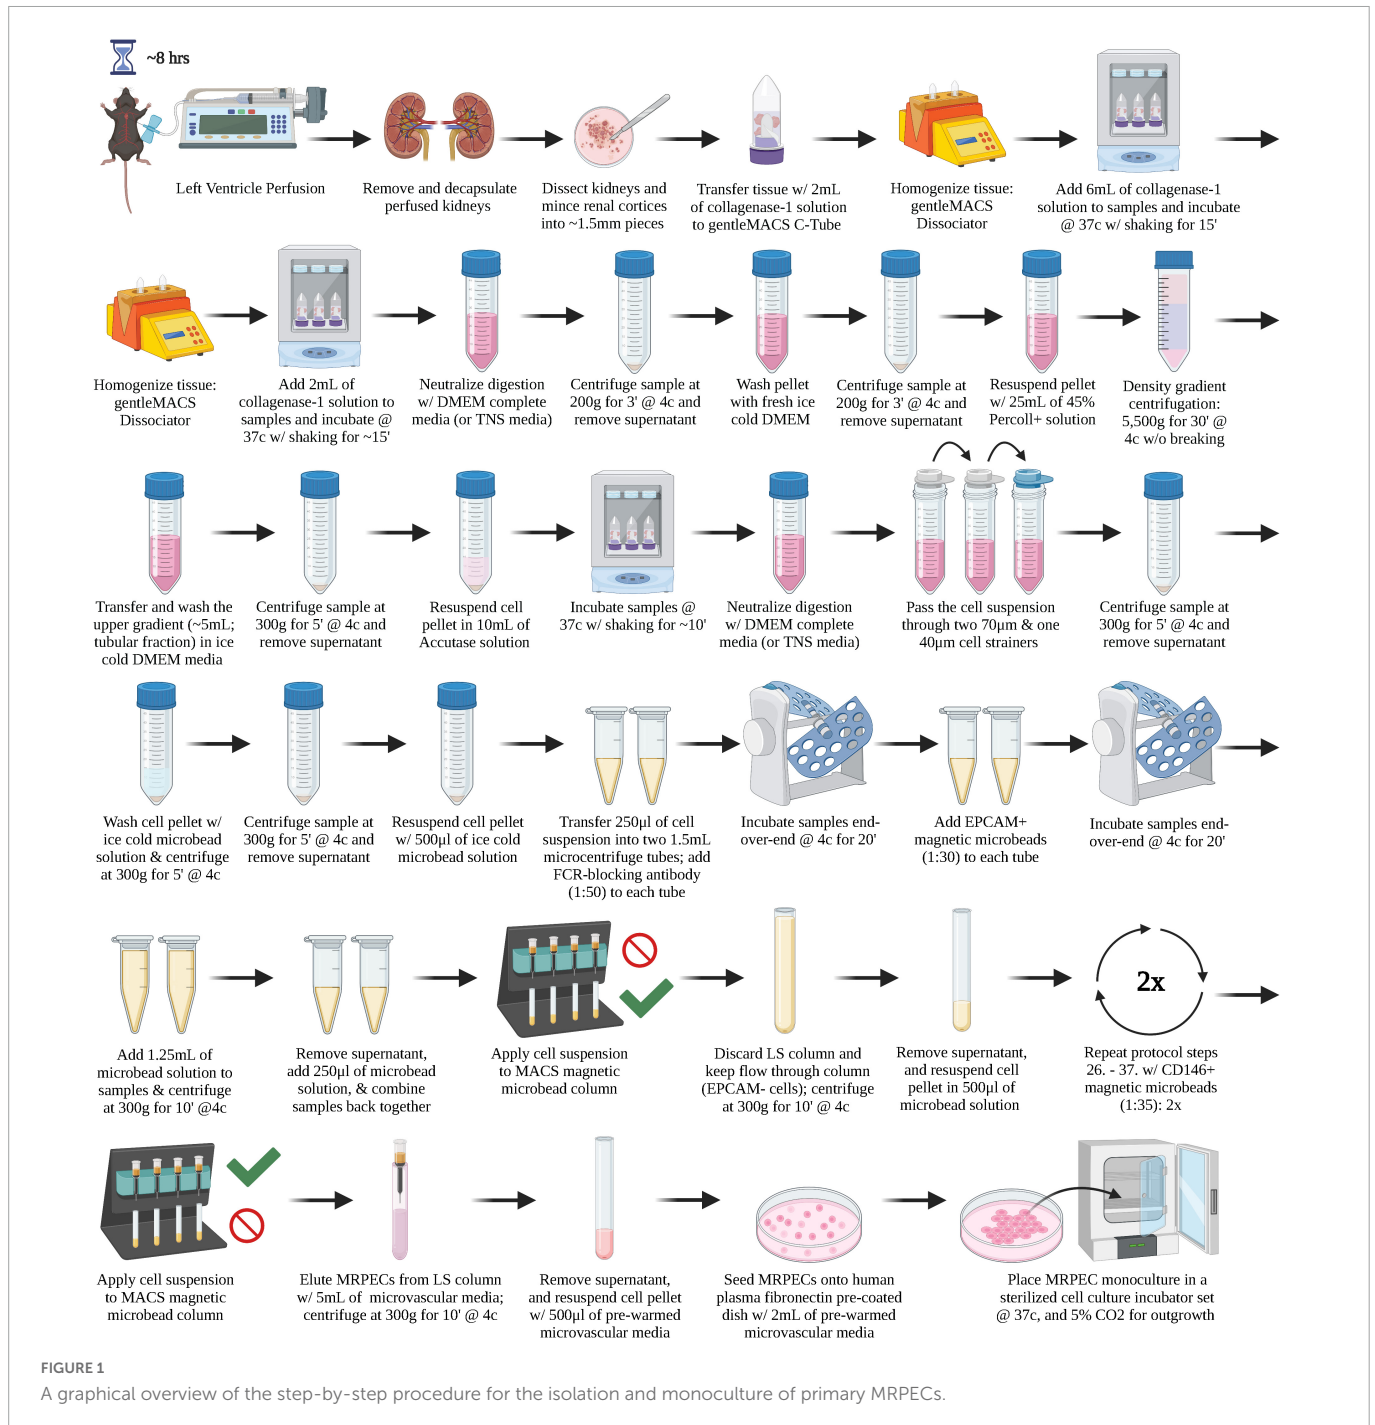 ~8 hrs
Left Ventricle Perfusion
Remove and decapsulate
perfused kidneys
Dissect kidneys and
mince renal cortices
into ~1.5mm pieces
Transfer tissue w/ 2mL
of collagenase-1 solution
to gentleMACS C-Tube
Homogenize tissue:
gentleMACS
Dissociator
Add 6mL of collagenase-1
solution to samples and incubate
@ 37c w/ shaking for 15'
Homogenize tissue:
gentleMACS
Dissociator
Add 2mL of
collagenase-1 solution to
samples and incubate @
37c w/ shaking for ~15'
Neutralize digestion
w/ DMEM complete
media (or TNS media)
Centrifuge sample at
200g for 3' @ 4c and
remove supernatant
Wash pellet
with fresh ice
cold DMEM
Centrifuge sample at
200g for 3' @ 4c and
remove supernatant
Resuspend pellet
w/ 25mL of 45%
Percoll+ solution
Density gradient
centrifugation:
5,500g for 30' @
4c w/o breaking
Transfer and wash the
upper gradient (~5mL;
tubular fraction) in ice
cold DMEM media
Centrifuge sample at
300g for 5' @ 4c and
remove supernatant
Resuspend cell
pellet in 10mL of
Accutase solution
Incubate samples @
37c w/ shaking for ~10'
Neutralize digestion
w/ DMEM complete
media (or TNS media)
Pass the cell suspension
through two 70µm & one
40µm cell strainers
Centrifuge sample at
300g for 5' @ 4c and
remove supernatant
Wash cell pellet w/
ice cold microbead
solution & centrifuge
at 300g for 5' @ 4c
Centrifuge sample at
300g for 5' @ 4c and
remove supernatant
Resuspend cell pellet
w/ 500µl of ice cold
microbead solution
Transfer 250µl of cell
suspension into two 1.5mL
microcentrifuge tubes; add
FCR-blocking antibody
(1:50) to each tube
Incubate samples end-
over-end @ 4c for 20'
Add EPCAM+
magnetic microbeads
(1:30) to each tube
Incubate samples end-
over-end @ 4c for 20'
Add 1.25mL of
microbead solution to
samples & centrifuge
at 300g for 10' @4c
Remove supernatant,
add 250µl of microbead
solution, & combine
samples back together
Apply cell suspension
to MACS magnetic
microbead column
Discard LS column and
keep flow through column
(EPCAM- cells); centrifuge
at 300g for 10' @ 4c
Remove supernatant,
and resuspend cell
pellet in 500µl of
microbead solution
2x
Repeat protocol steps
26. - 37. w/ CD146+
magnetic microbeads
(1:35): 2x
Apply cell suspension
to MACS magnetic
microbead column
Elute MRPECs from LS column
w/ 5mL of microvascular media;
centrifuge at 300g for 10' @ 4c
Remove supernatant,
and resuspend cell pellet
w/ 500µl of pre-warmed
microvascular media
Seed MRPECs onto human
plasma fibronectin pre-coated
dish w/ 2mL of pre-warmed
microvascular media
Place MRPEC monoculture in a
sterilized cell culture incubator set
@ 37c, and 5% CO2 for outgrowth
FIGURE 1
A graphical overview of the step-by-step procedure for the isolation and monoculture of primary MRPECs.